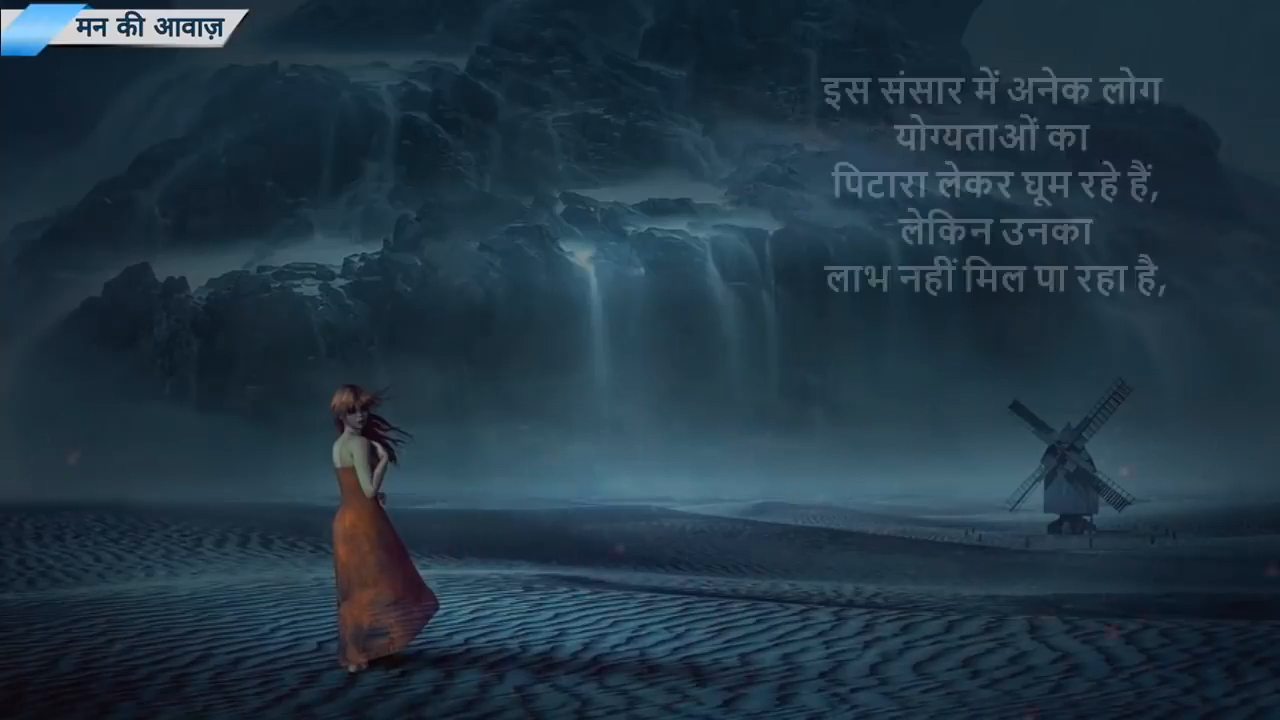 मन की आवाज़
इस संसार में अनेक लोग
योग्यताओं का
पिटारा लेकर घूम रहे हैं,
लेकिन उनका
लाभ नहीं मिल पा रहा है,